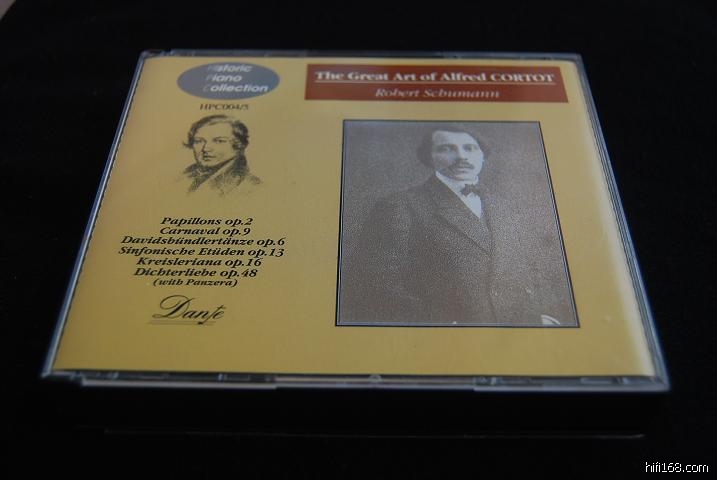 Historic
Piano
Collection
HPC004/5
The Great Art of Alfred CORTOT
Robert Schumann
Papillons op.2
Carnaval op.9
Davidsbündlertänze op.6
Sinfonische Etüden op.13
Kreisleriana op.16
Dichterliebe op.48
(with Panzera)
Dante
hifi168.com